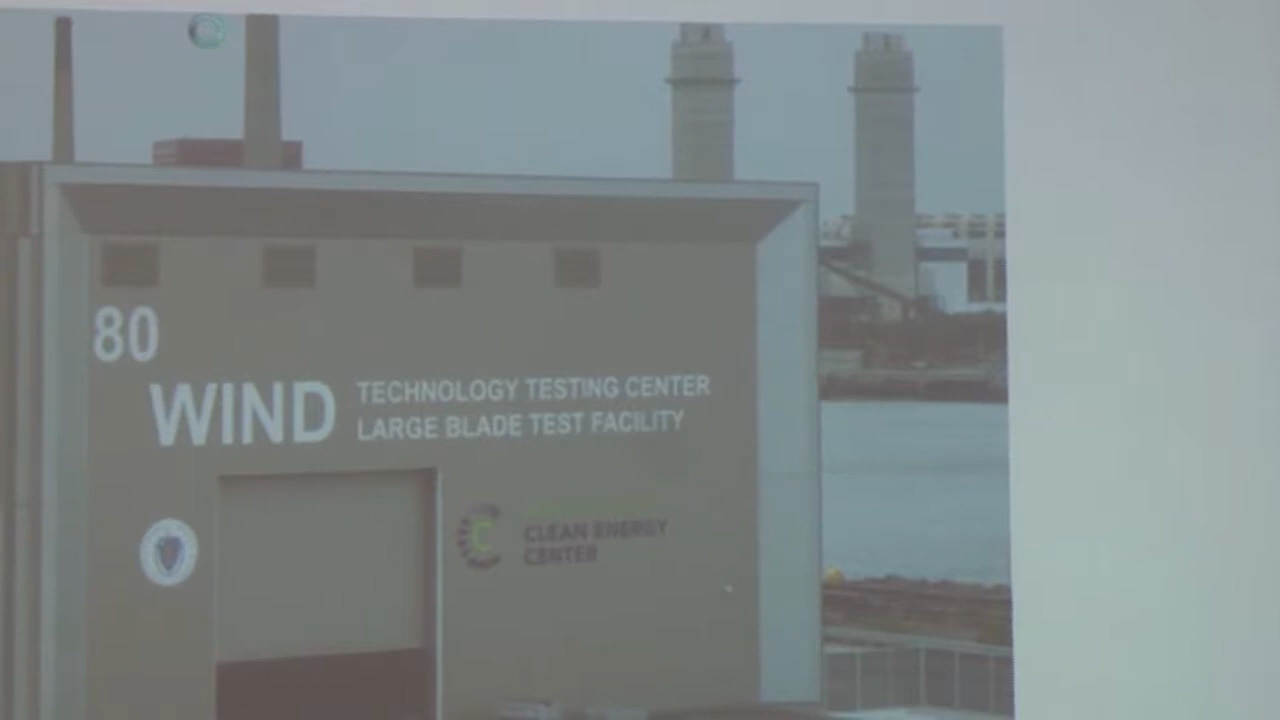 80
WIND
TECHNOLOGY TESTING CENTER
LARGE BLADE TEST FACILITY
CLEAN ENERGY
CENTER